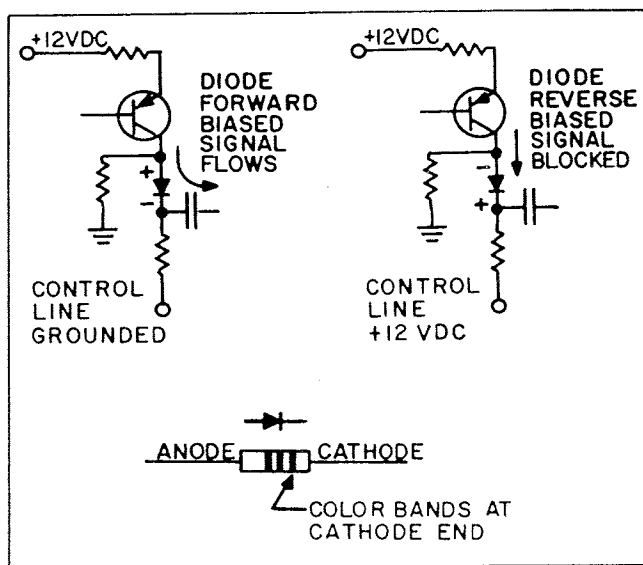 +12VDC
DIODE
FORWARD
BIASED
SIGNAL
FLOWS
+
-
CONTROL
LINE
GROUNDED
+12VDC
DIODE
REVERSE
BIASED
SIGNAL
BLOCKED
-
+
CONTROL
LINE
+12 VDC
ANODE
CATHODE
COLOR BANDS AT
CATHODE END